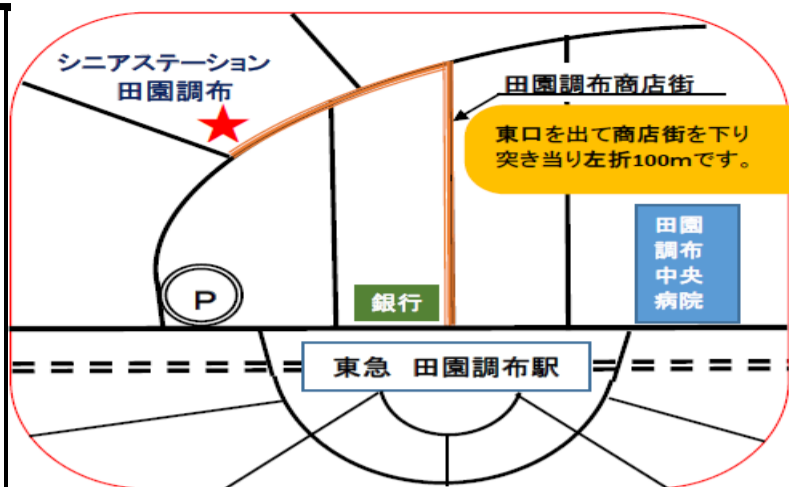 シニアステーション
田園調布
田園調布商店街
東口を出て商店街を下り
突き当り左折100mです。
田園
調布
中央
病院
P
銀行
東急 田園調布駅